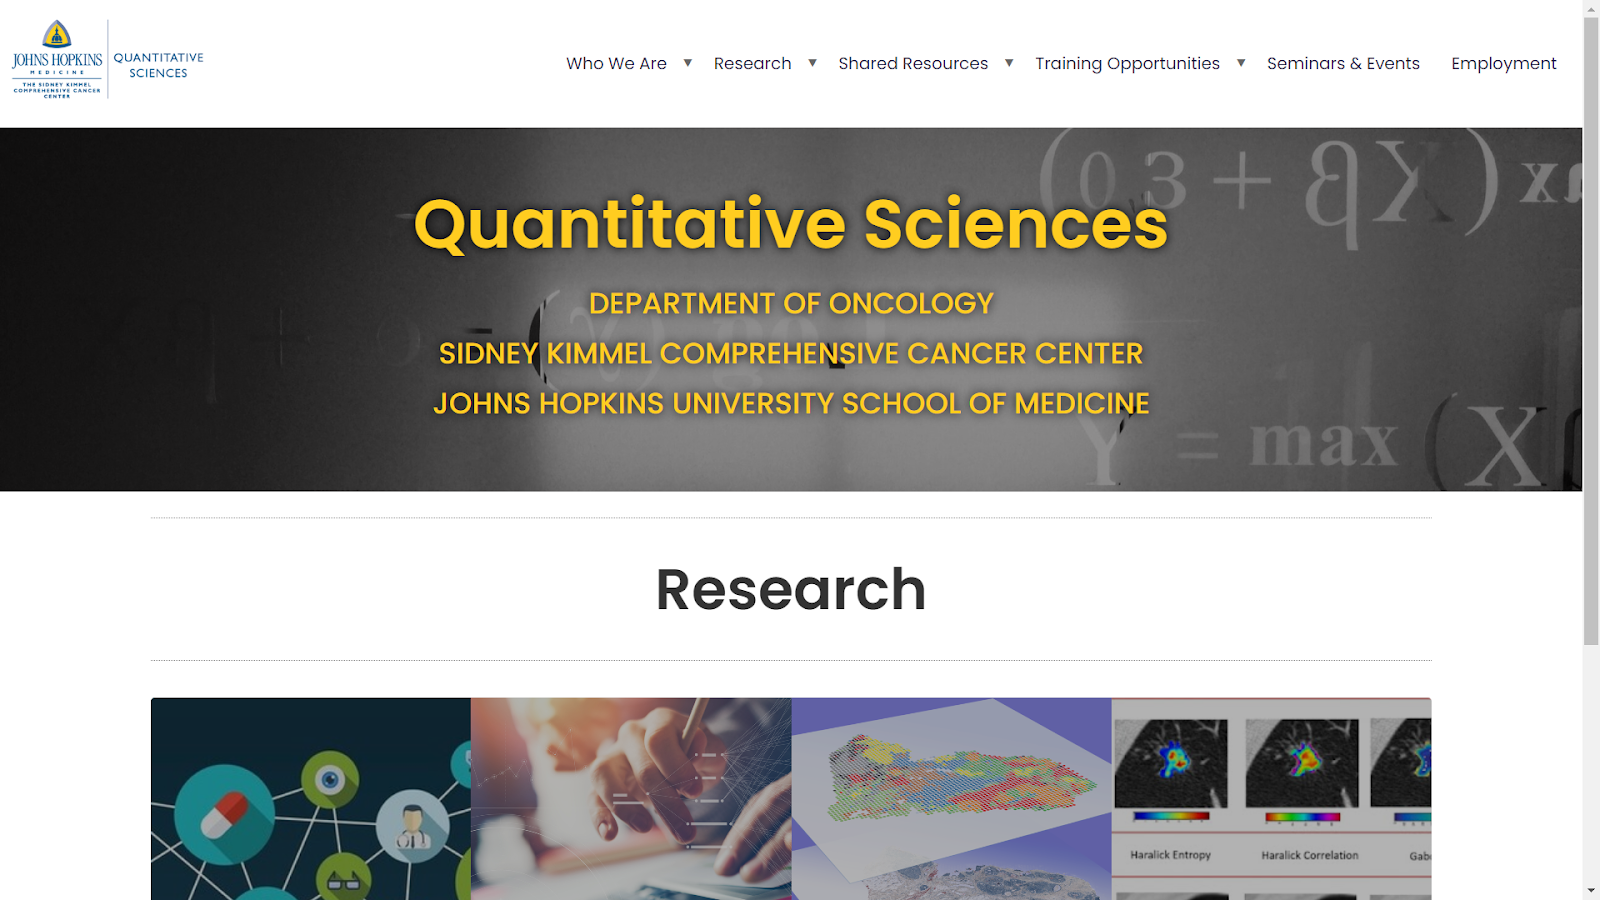 JOHNS HOPKINS
MEDICINE
THE SIDNEY KIMMEL
COMPREHENSIVE CANCER
CENTER
QUANTITATIVE
SCIENCES
Who We Are ▼ Research ▼ Shared Resources ▼ Training Opportunities ▼ Seminars & Events Employment
Quantitative Sciences
DEPARTMENT OF ONCOLOGY
SIDNEY KIMMEL COMPREHENSIVE CANCER CENTER
JOHNS HOPKINS UNIVERSITY SCHOOL OF MEDICINE
Y = max (X
Research
Haralick Entropy Haralick Correlation